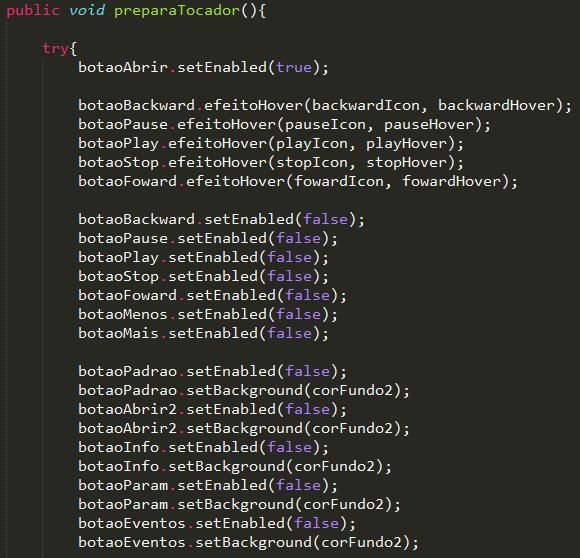 public void preparaTocador(){
try{
botaoAbrir.setEnabled(true);
botaoBackward.efeitoHover(backwardIcon, backwardHover);
botaoPause.efeitoHover(pauseIcon, pauseHover);
botaoPlay.efeitoHover(playIcon, playHover);
botaoStop.efeitoHover(stopIcon, stopHover);
botaoFoward.efeitoHover(fowardIcon, fowardHover);
botaoBackward.setEnabled(false);
botaoPause.setEnabled(false);
botaoPlay.setEnabled(false);
botaoStop.setEnabled(false);
botaoFoward.setEnabled(false);
botaoMenos.setEnabled(false);
botaoMais.setEnabled(false);
botaoPadrao.setEnabled(false);
botaoPadrao.setBackground(corFundo2);
botaoAbrir2.setEnabled(false);
botaoAbrir2.setBackground(corFundo2);
botaoInfo.setEnabled(false);
botaoInfo.setBackground(corFundo2);
botaoParam.setEnabled(false);
botaoParam.setBackground(corFundo2);
botaoEventos.setEnabled(false);
botaoEventos.setBackground(corFundo2);